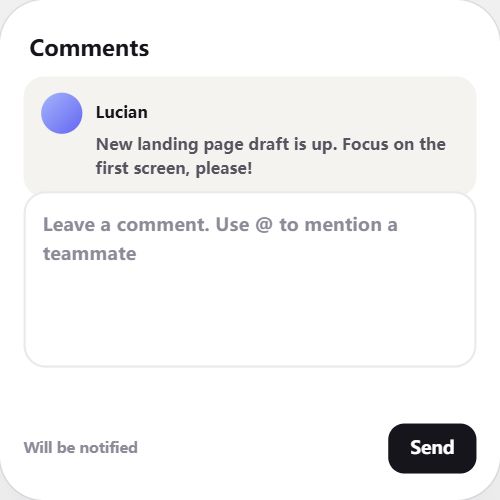 Comments
Lucian
New landing page draft is up. Focus on the
first screen, please!
Leave a comment. Use @ to mention a
teammate
Will be notified
Send